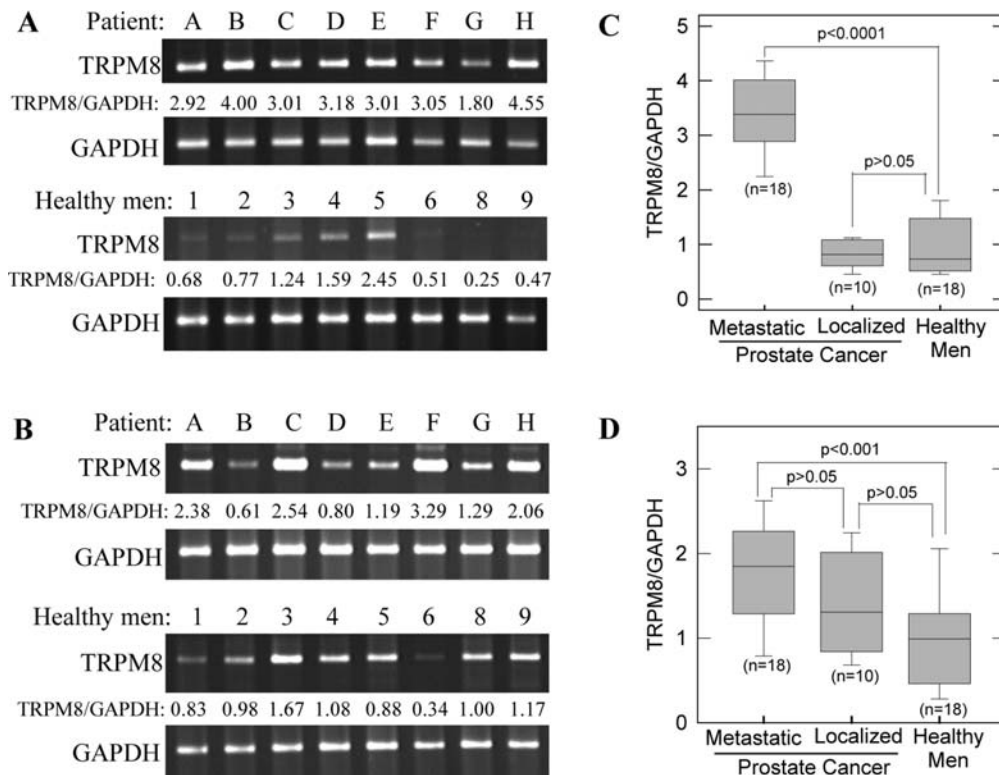 A
Patient: A B C D E F G H
TRPM8
TRPM8/GAPDH: 2.92 4.00 3.01 3.18 3.01 3.05 1.80 4.55
GAPDH
Healthy men: 1 2 3 4 5 6 8 9
TRPM8
TRPM8/GAPDH: 0.68 0.77 1.24 1.59 2.45 0.51 0.25 0.47
GAPDH
B
Patient: A B C D E F G H
TRPM8
TRPM8/GAPDH: 2.38 0.61 2.54 0.80 1.19 3.29 1.29 2.06
GAPDH
Healthy men: 1 2 3 4 5 6 8 9
TRPM8
TRPM8/GAPDH: 0.83 0.98 1.67 1.08 0.88 0.34 1.00 1.17
GAPDH
C
TRPM8/GAPDH
5
4
3
2
1
0
p<0.0001
p>0.05
(n=18)
(n=10)
(n=18)
Metastatic Localized Healthy
Prostate Cancer Men
D
TRPM8/GAPDH
3
2
1
0
p<0.001
p>0.05
p>0.05
(n=18)
(n=10)
(n=18)
Metastatic Localized Healthy
Prostate Cancer Men